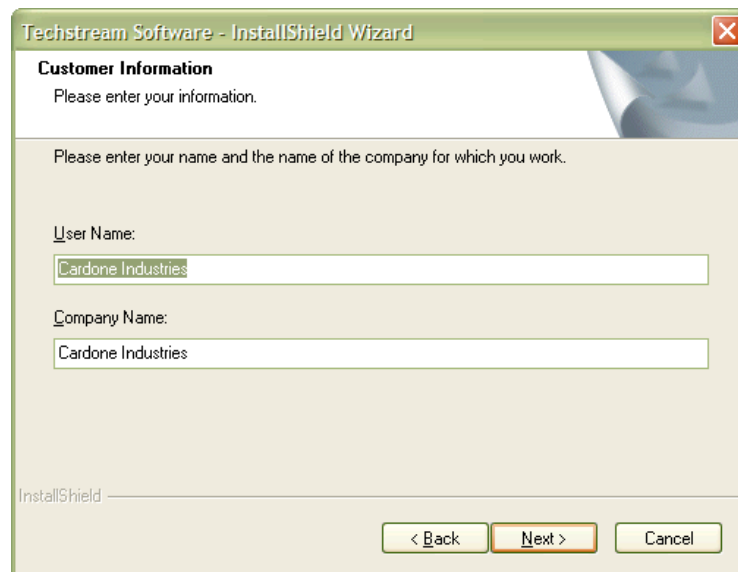 Techstream Software - InstallShield Wizard
Customer Information
Please enter your information.
Please enter your name and the name of the company for which you work.
User Name:
Cardone Industries
Company Name:
Cardone Industries
InstallShield
< Back
Next >
Cancel